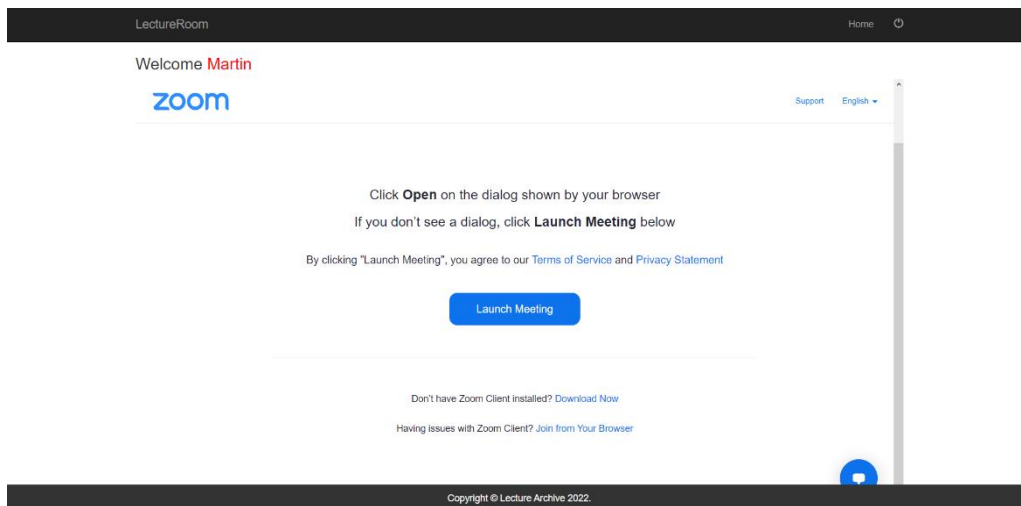 LectureRoom Home
Welcome Martin
zoom Support English
Click Open on the dialog shown by your browser
If you don't see a dialog, click Launch Meeting below
By clicking "Launch Meeting", you agree to our Terms of Service and Privacy Statement
Launch Meeting
Don't have Zoom Client installed? Download Now
Having issues with Zoom Client? Join from Your Browser
Copyright © Lecture Archive 2022.